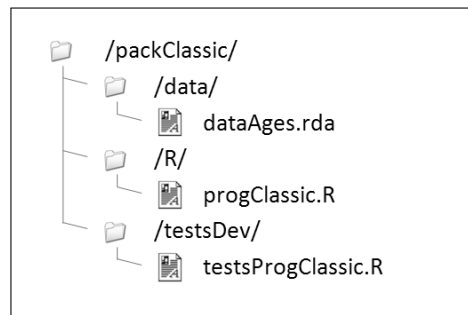 /packClassic/
/data/
dataAges.rda
/R/
progClassic.R
/testsDev/
testsProgClassic.R